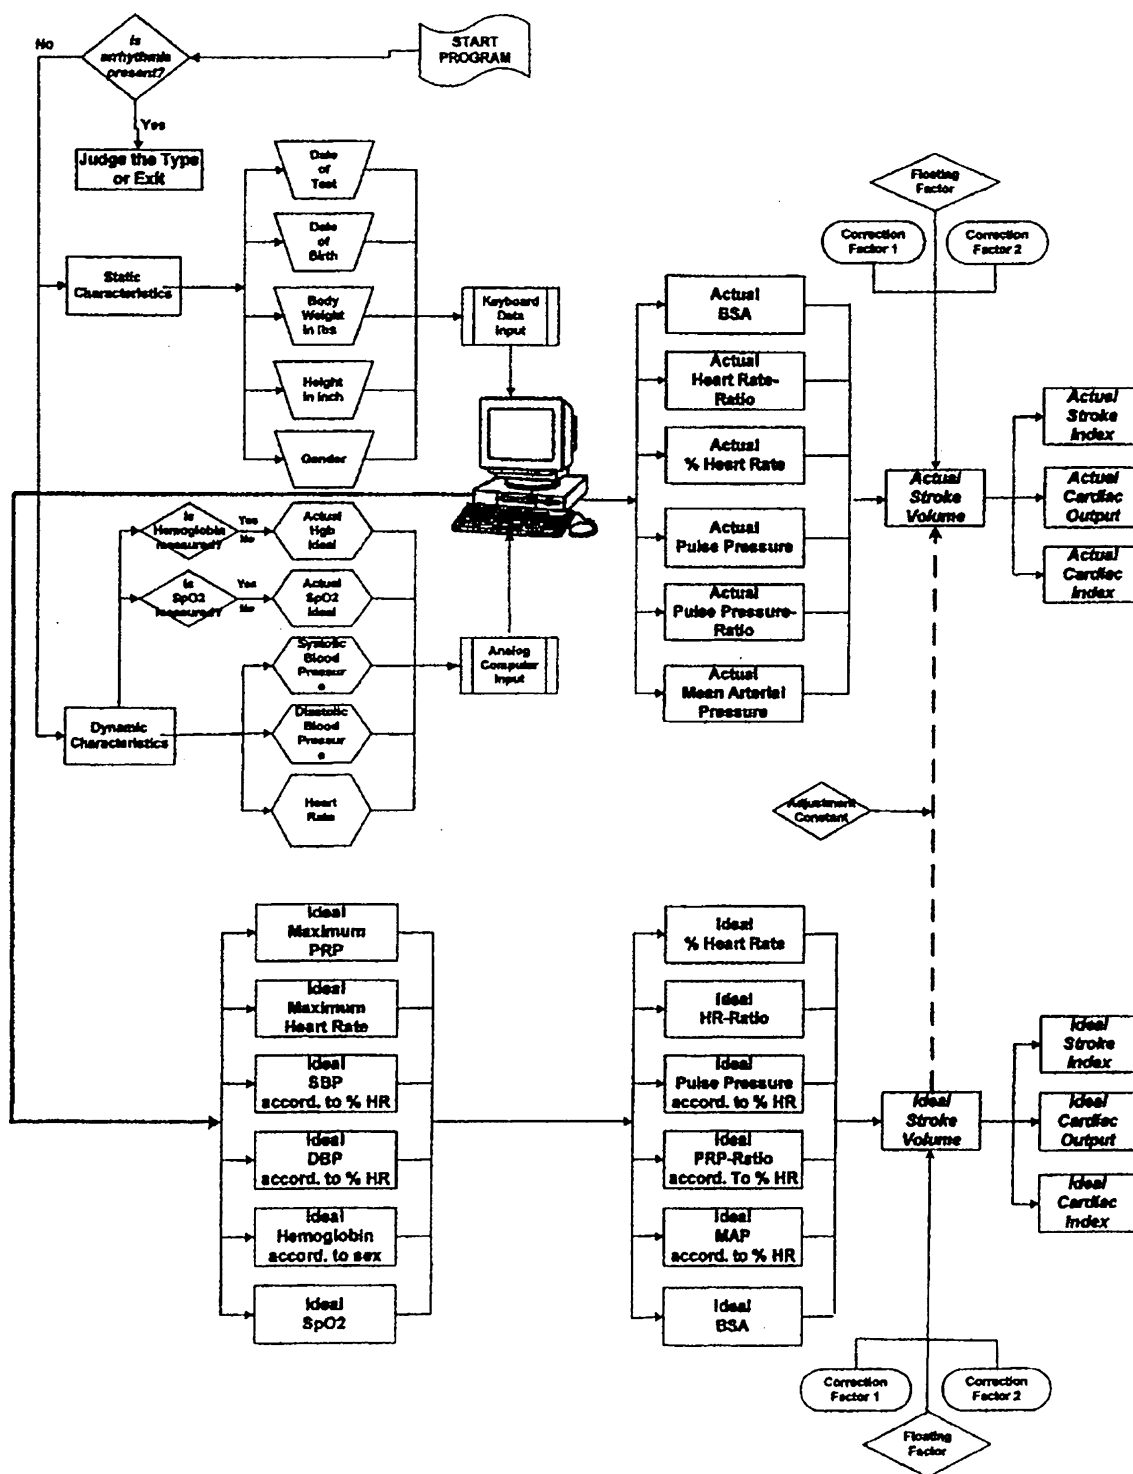 START
PROGRAM
No
Is
arrhythmia
present?
Yes
Judge the Type
or Exit
Static
Characteristics
Date
of
Test
Date
of
Birth
Body
Weight
in lbs
Height
in inch
Gender
Keyboard
Data
Input
Is
Hemoglobin
measured?
Yes
No
Actual
Hgb
Ideal
Is
SpO2
measured?
Yes
No
Actual
SpO2
Ideal
Systolic
Blood
Pressur
e
Diastolic
Blood
Pressur
e
Heart
Rate
Dynamic
Characteristics
Analog
Computer
Input
Actual
BSA
Actual
Heart Rate-
Ratio
Actual
% Heart Rate
Actual
Pulse Pressure
Actual
Pulse Pressure-
Ratio
Actual
Mean Arterial
Pressure
Floating
Factor
Correction
Factor 1
Correction
Factor 2
Actual
Stroke
Volume
Actual
Stroke
Index
Actual
Cardiac
Output
Actual
Cardiac
Index
Adjustment
Constant
Ideal
Maximum
PRP
Ideal
Maximum
Heart Rate
Ideal
SBP
accord. to % HR
Ideal
DBP
accord. to % HR
Ideal
Hemoglobin
accord. to sex
Ideal
SpO2
Ideal
% Heart Rate
Ideal
HR-Ratio
Ideal
Pulse Pressure
accord. to % HR
Ideal
PRP-Ratio
accord. To % HR
Ideal
MAP
accord. to % HR
Ideal
BSA
Ideal
Stroke
Volume
Ideal
Stroke
Index
Ideal
Cardiac
Output
Ideal
Cardiac
Index
Correction
Factor 1
Correction
Factor 2
Floating
Factor